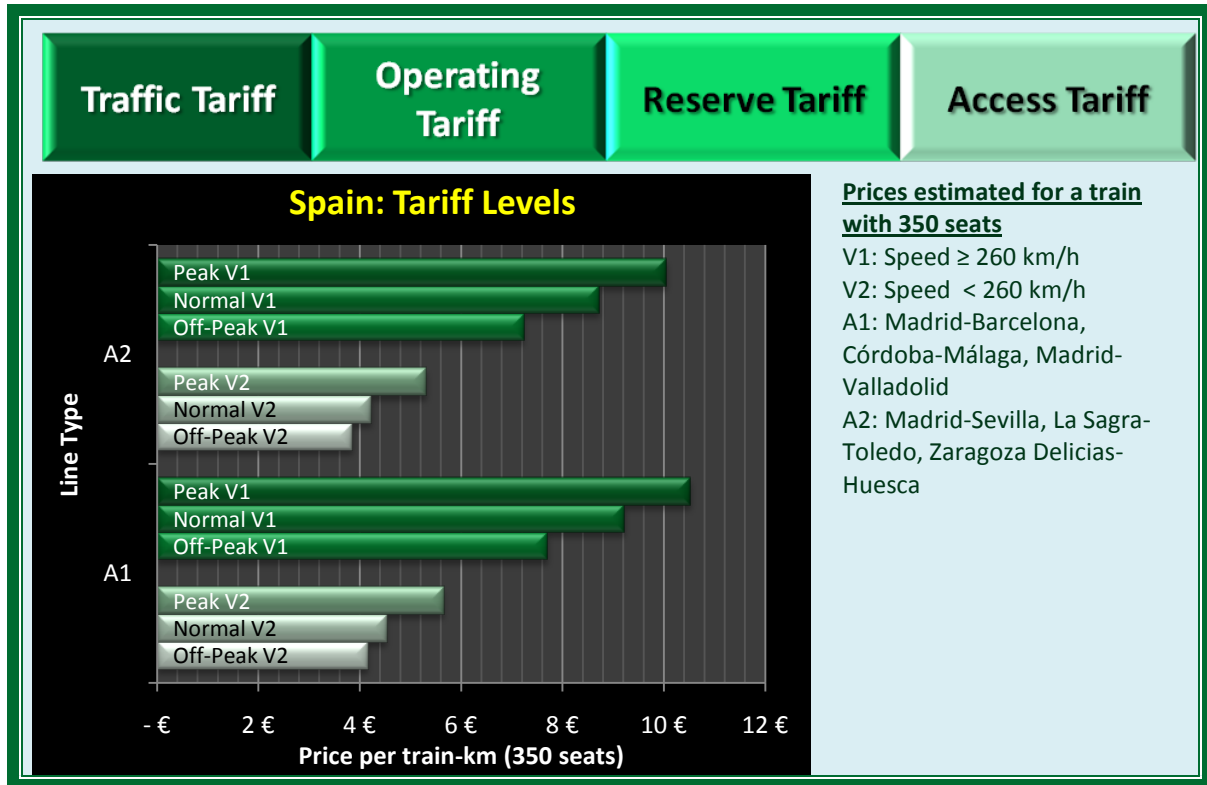 Traffic Tariff
Operating
Tariff
Reserve Tariff
Access Tariff
Spain: Tariff Levels
Peak V1
Normal V1
Off-Peak V1
A2
Peak V2
Normal V2
Off-Peak V2
Line Type
Peak V1
Normal V1
Off-Peak V1
A1
Peak V2
Normal V2
Off-Peak V2
- € 2 € 4 € 6 € 8 € 10 € 12 €
Price per train-km (350 seats)
Prices estimated for a train
with 350 seats
V1: Speed ≥ 260 km/h
V2: Speed < 260 km/h
A1: Madrid-Barcelona,
Córdoba-Málaga, Madrid-
Valladolid
A2: Madrid-Sevilla, La Sagra-
Toledo, Zaragoza Delicias-
Huesca